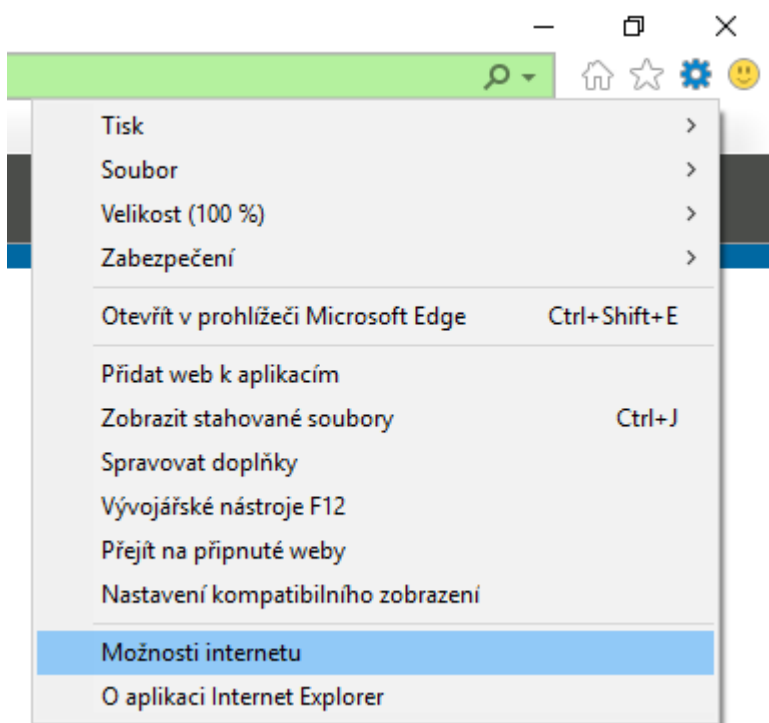 Tisk
Soubor
Velikost (100 %)
Zabezpečení
Otevřít v prohlížeči Microsoft Edge Ctrl+Shift+E
Přidat web k aplikacím
Zobrazit stahované soubory Ctrl+J
Spravovat doplňky
Vývojářské nástroje F12
Přejít na připnuté weby
Nastavení kompatibilního zobrazení
Možnosti internetu
O aplikaci Internet Explorer